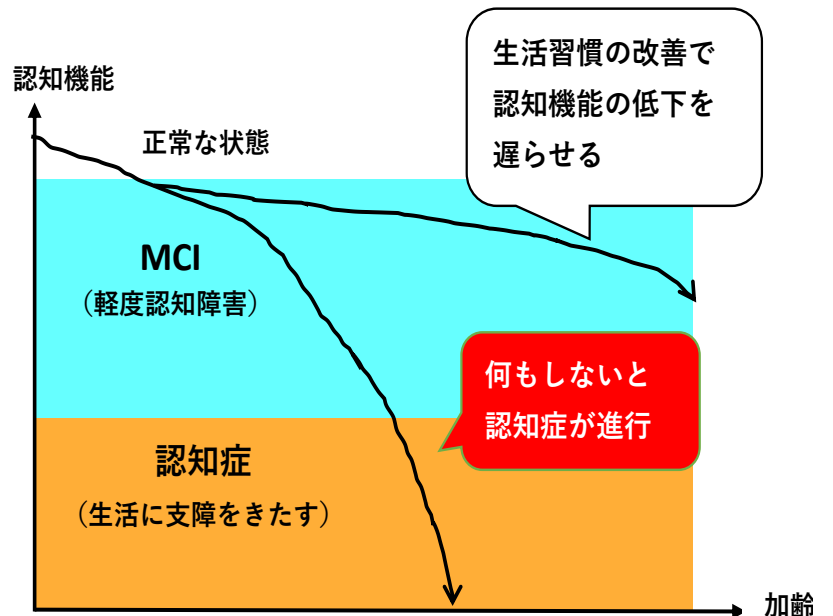 認知機能
正常な状態
生活習慣の改善で
認知機能の低下を
遅らせる
MCI
（軽度認知障害）
何もしないと
認知症が進行
認知症
（生活に支障をきたす）
加齢